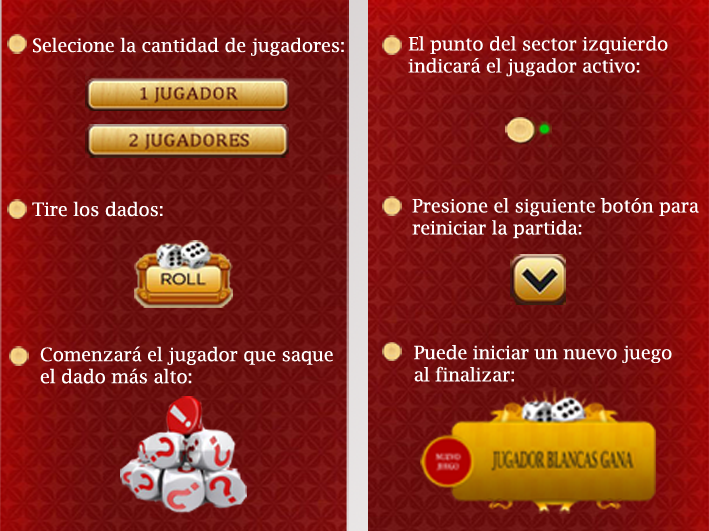 Selecione la cantidad de jugadores:
1 JUGADOR
2 JUGADORES
Tire los dados:
ROLL
Comenzará el jugador que saque
el dado más alto:
El punto del sector izquierdo
indicará el jugador activo:
Presione el siguiente botón para
reiniciar la partida:
Puede iniciar un nuevo juego
al finalizar:
NUEVO
JUEGO
JUGADOR BLANCAS GANA